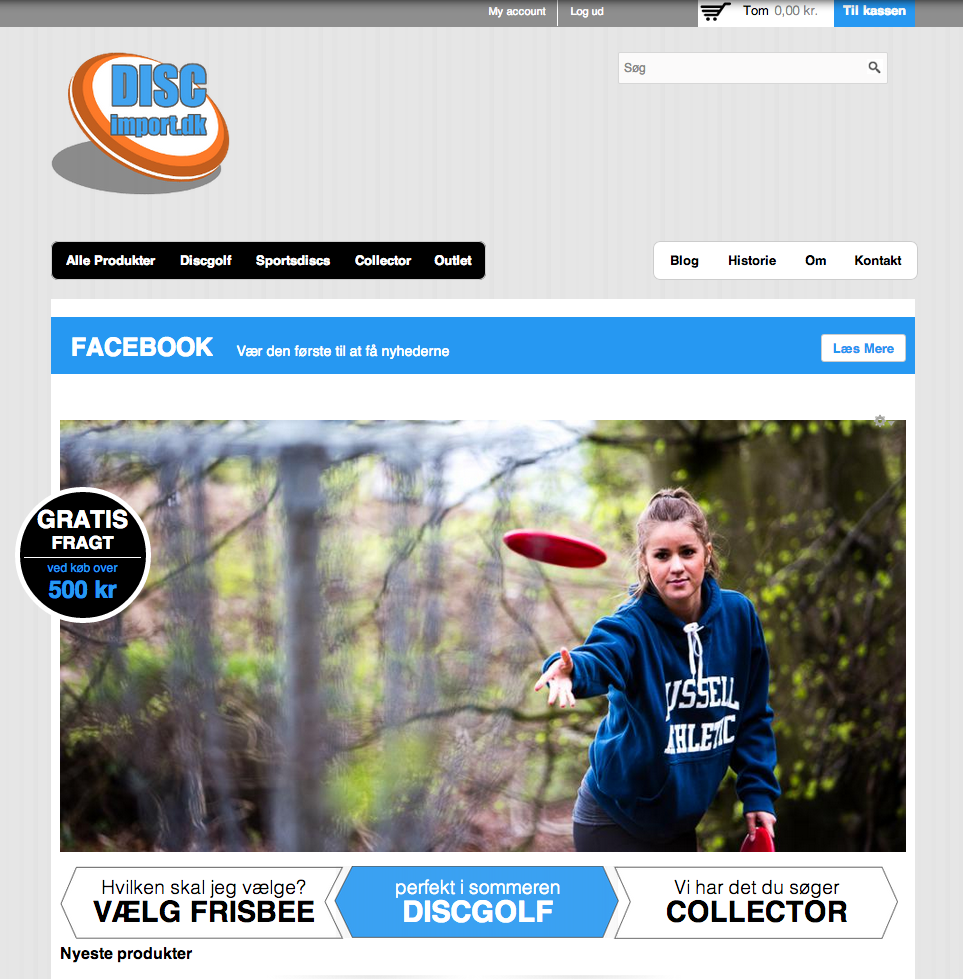 My account
Log ud
Tom 0,00 kr.
Til kassen
DISC
import.dk
Søg
Alle Produkter
Discgolf
Sportsdiscs
Collector
Outlet
Blog
Historie
Om
Kontakt
FACEBOOK
Vær den første til at få nyhederne
Læs Mere
GRATIS
FRAGT
ved køb over
500 kr
USSELL
ATHLETIC
Hvilken skal jeg vælge?
VÆLG FRISBEE
perfekt i sommeren
DISCGOLF
Vi har det du søger
COLLECTOR
Nyeste produkter